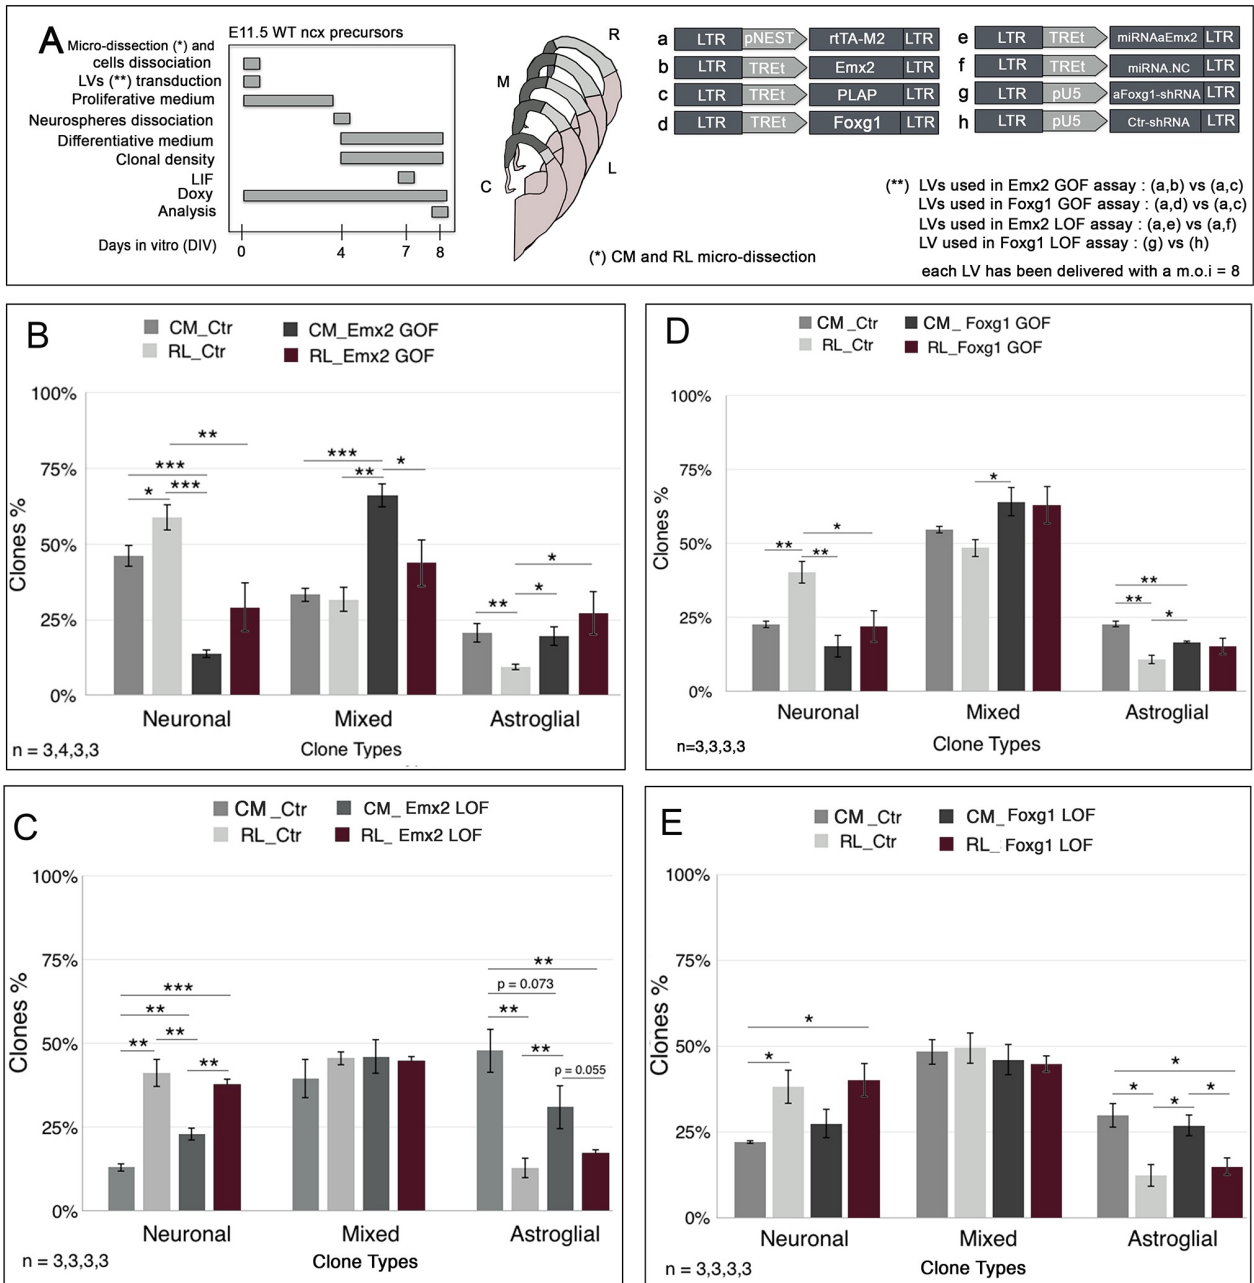 A
E11.5 WT ncx precursors
Micro-dissection (*) and
cells dissociation
LVs (**) transduction
Proliferative medium
Neurospheres dissociation
Differentiative medium
Clonal density
LIF
Doxy
Analysis
Days in vitro (DIV)
0 4 7 8
R
M
L
C
(*) CM and RL micro-dissection
a LTR pNEST rtTA-M2 LTR
b LTR TREt Emx2 LTR
c LTR TREt PLAP LTR
d LTR TREt Foxg1 LTR
e LTR TREt miRNAaEmx2 LTR
f LTR TREt miRNA.NC LTR
g LTR pU5 aFoxg1-shRNA LTR
h LTR pU5 Ctr-shRNA LTR
(**) LVs used in Emx2 GOF assay : (a,b) vs (a,c)
LVs used in Foxg1 GOF assay : (a,d) vs (a,c)
LVs used in Emx2 LOF assay : (a,e) vs (a,f)
LV used in Foxg1 LOF assay : (g) vs (h)
each LV has been delivered with a m.o.i = 8
B
CM_Ctr CM_Emx2 GOF
RL_Ctr RL_Emx2 GOF
Clones %
100%
75%
50%
25%
0%
** *** * ***
*** ** *
** * *
Neuronal Mixed Astroglial
n = 3,4,3,3
Clone Types
D
CM_Ctr CM_ Foxg1 GOF
RL_Ctr RL_Foxg1 GOF
Clones %
100%
75%
50%
25%
0%
** ** *
*
** ** *
Neuronal Mixed Astroglial
n=3,3,3,3
Clone Types
C
CM_Ctr CM_ Emx2 LOF
RL_Ctr RL_ Emx2 LOF
Clones %
100%
75%
50%
25%
0%
*** ** ** ** **
** p = 0.073 ** ** p = 0.055
Neuronal Mixed Astroglial
n = 3,3,3,3
Clone Types
E
CM_Ctr CM_Foxg1 LOF
RL_Ctr RL_ Foxg1 LOF
Clones %
100%
75%
50%
25%
0%
* *
* * * *
Neuronal Mixed Astroglial
n = 3,3,3,3
Clone Types